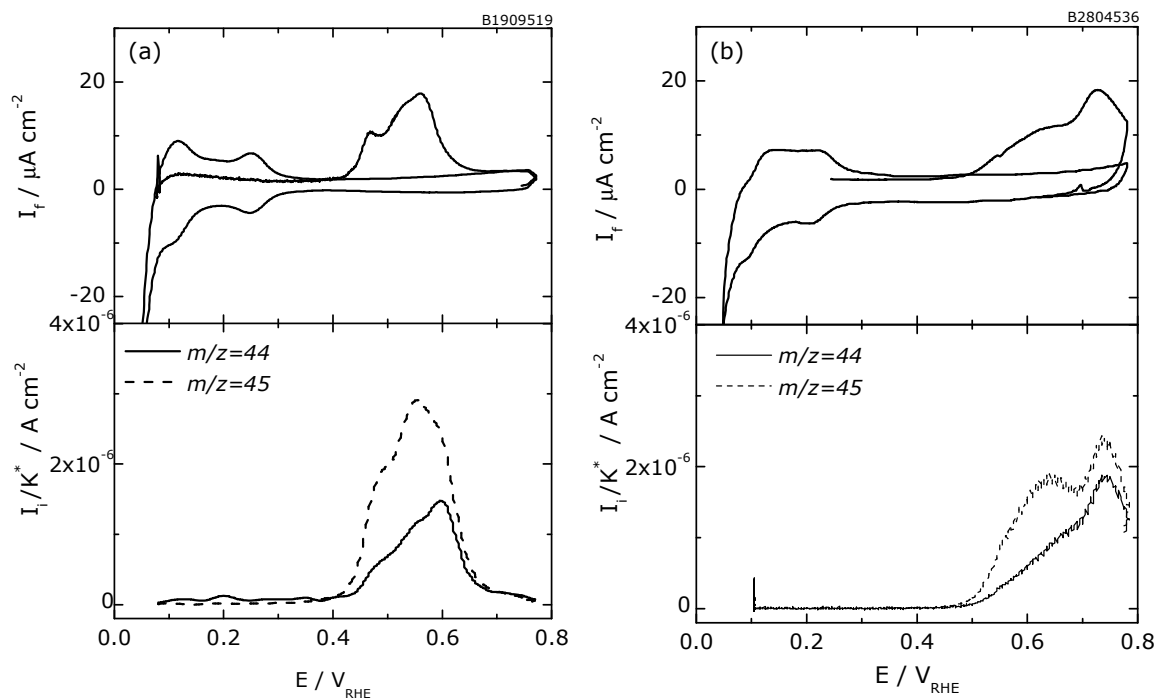 B1909519
(a)
I_f / μA cm⁻²
20
0
-20
4x10⁻⁶
m/z=44
m/z=45
I_i/K* / A cm⁻²
2x10⁻⁶
0
0.0 0.2 0.4 0.6 0.8
E / V_RHE
B2804536
(b)
I_f / μA cm⁻²
20
0
-20
4x10⁻⁶
m/z=44
m/z=45
I_i/K* / A cm⁻²
2x10⁻⁶
0
0.0 0.2 0.4 0.6 0.8
E / V_RHE